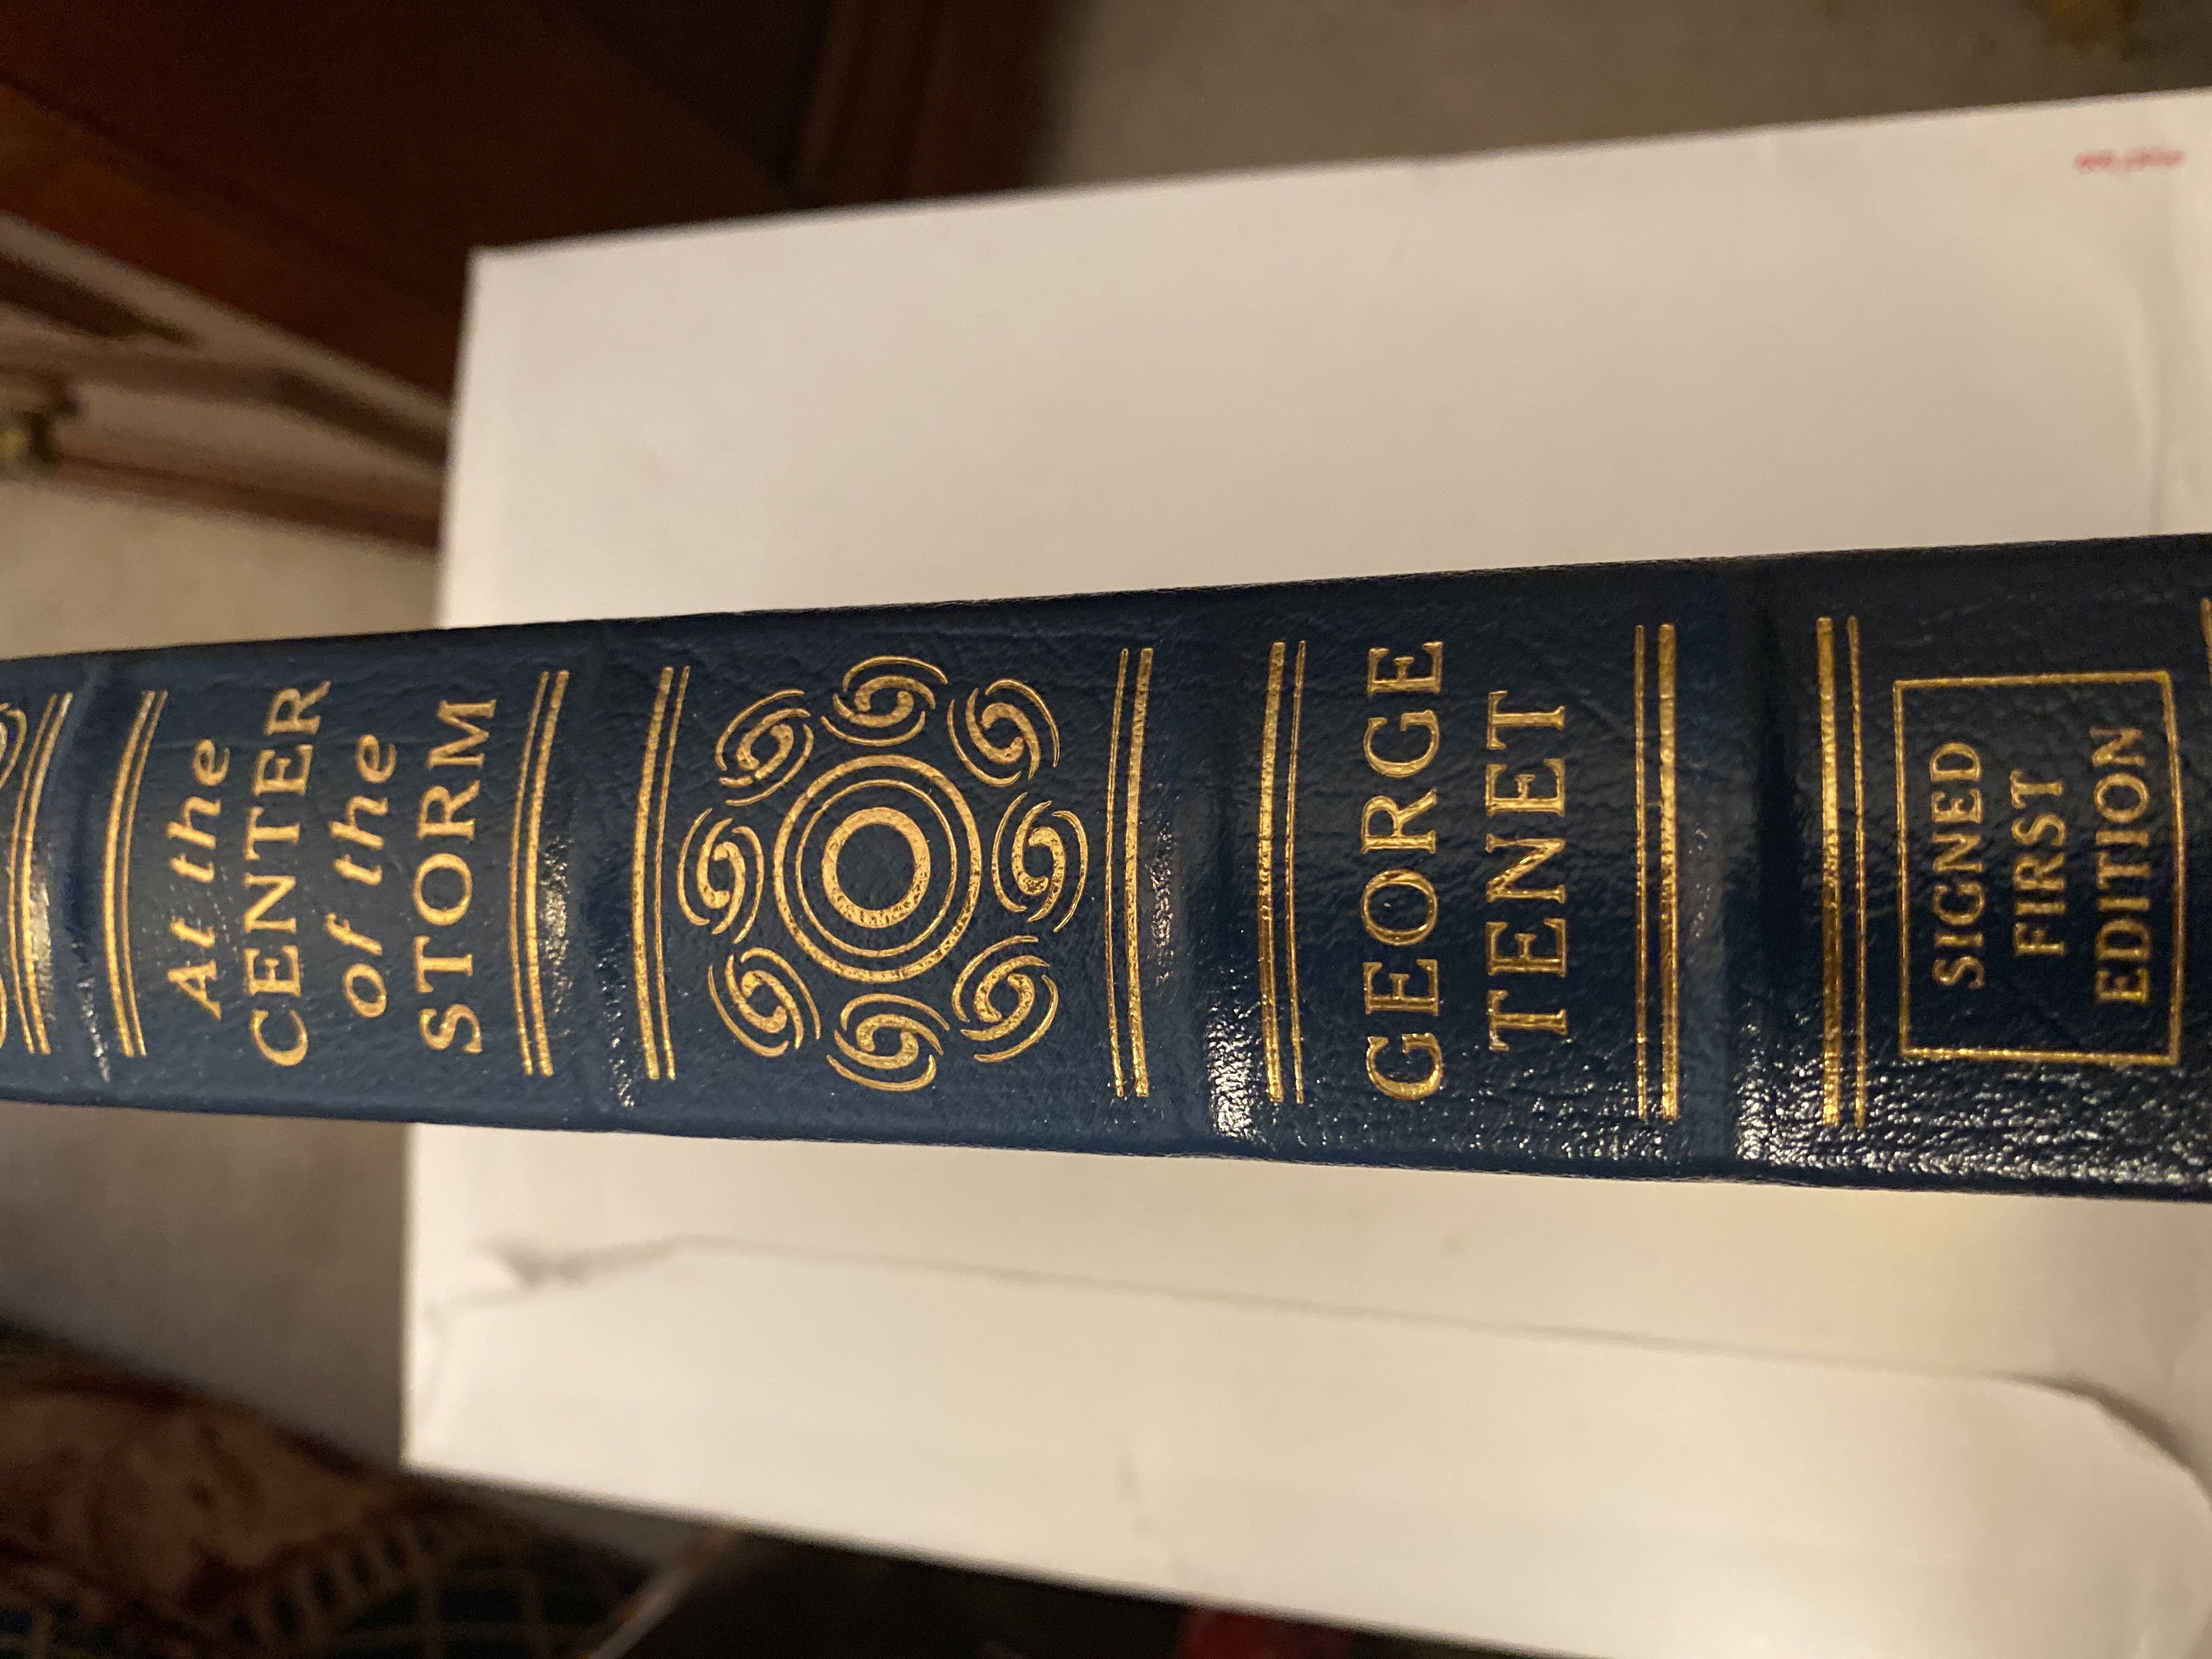 At the
CENTER
of the
STORM
GEORGE
TENET
SIGNED
FIRST
EDITION